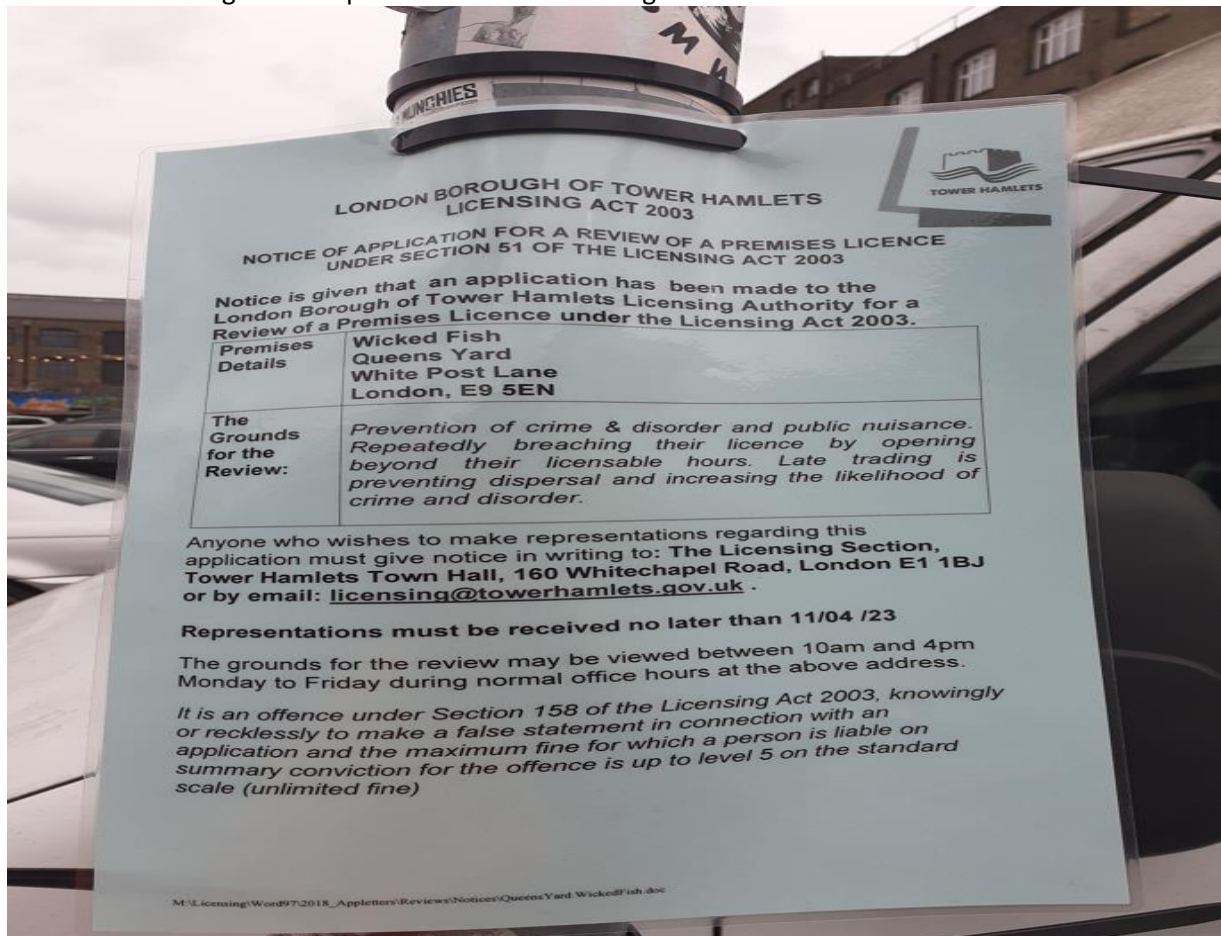 MUNCHIES
TOWER HAMLETS
LONDON BOROUGH OF TOWER HAMLETS
LICENSING ACT 2003
NOTICE OF APPLICATION FOR A REVIEW OF A PREMISES LICENCE
UNDER SECTION 51 OF THE LICENSING ACT 2003
Notice is given that an application has been made to the
London Borough of Tower Hamlets Licensing Authority for a
Review of a Premises Licence under the Licensing Act 2003.
Premises
Details
Wicked Fish
Queens Yard
White Post Lane
London, E9 5EN
The
Grounds
for the
Review:
Prevention of crime & disorder and public nuisance.
Repeatedly breaching their licence by opening
beyond their licensable hours. Late trading is
preventing dispersal and increasing the likelihood of
crime and disorder.
Anyone who wishes to make representations regarding this
application must give notice in writing to: The Licensing Section,
Tower Hamlets Town Hall, 160 Whitechapel Road, London E1 1BJ
or by email: licensing@towerhamlets.gov.uk .
Representations must be received no later than 11/04 /23
The grounds for the review may be viewed between 10am and 4pm
Monday to Friday during normal office hours at the above address.
It is an offence under Section 158 of the Licensing Act 2003, knowingly
or recklessly to make a false statement in connection with an
application and the maximum fine for which a person is liable on
summary conviction for the offence is up to level 5 on the standard
scale (unlimited fine)
M:\Licensing\Word97\2018_Appletters\Reviews\Notices\QueensYard.WickedFish.doc